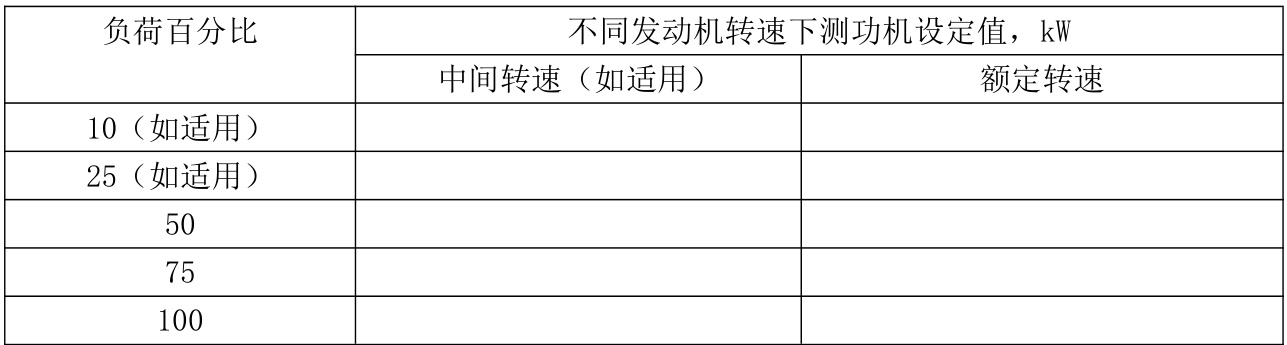 负荷百分比
不同发动机转速下测功机设定值，kW
中间转速（如适用）
额定转速
10（如适用）
25（如适用）
50
75
100